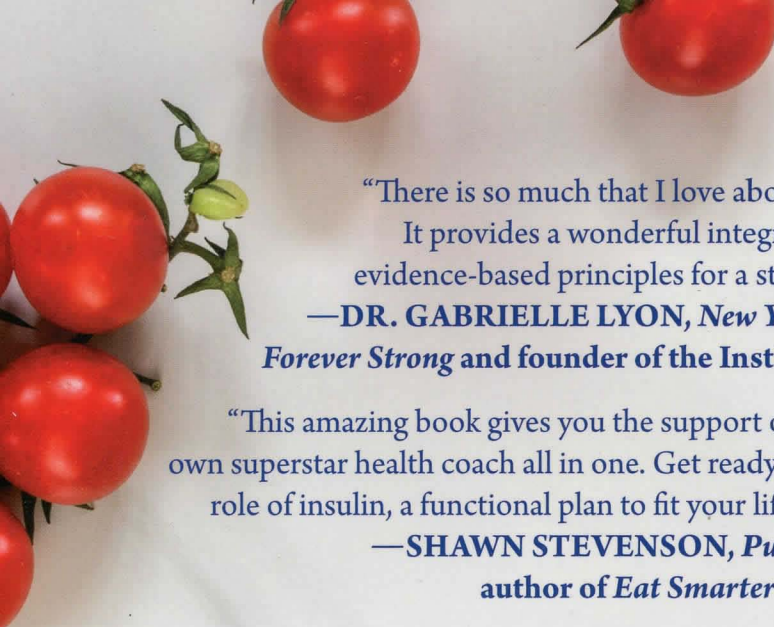 “There is so much that I love abo
It provides a wonderful integr
evidence-based principles for a st
—DR. GABRIELLE LYON, New Y
Forever Strong and founder of the Inst
“This amazing book gives you the support o
own superstar health coach all in one. Get ready
role of insulin, a functional plan to fit your lif
—SHAWN STEVENSON, Pu
author of Eat Smarter